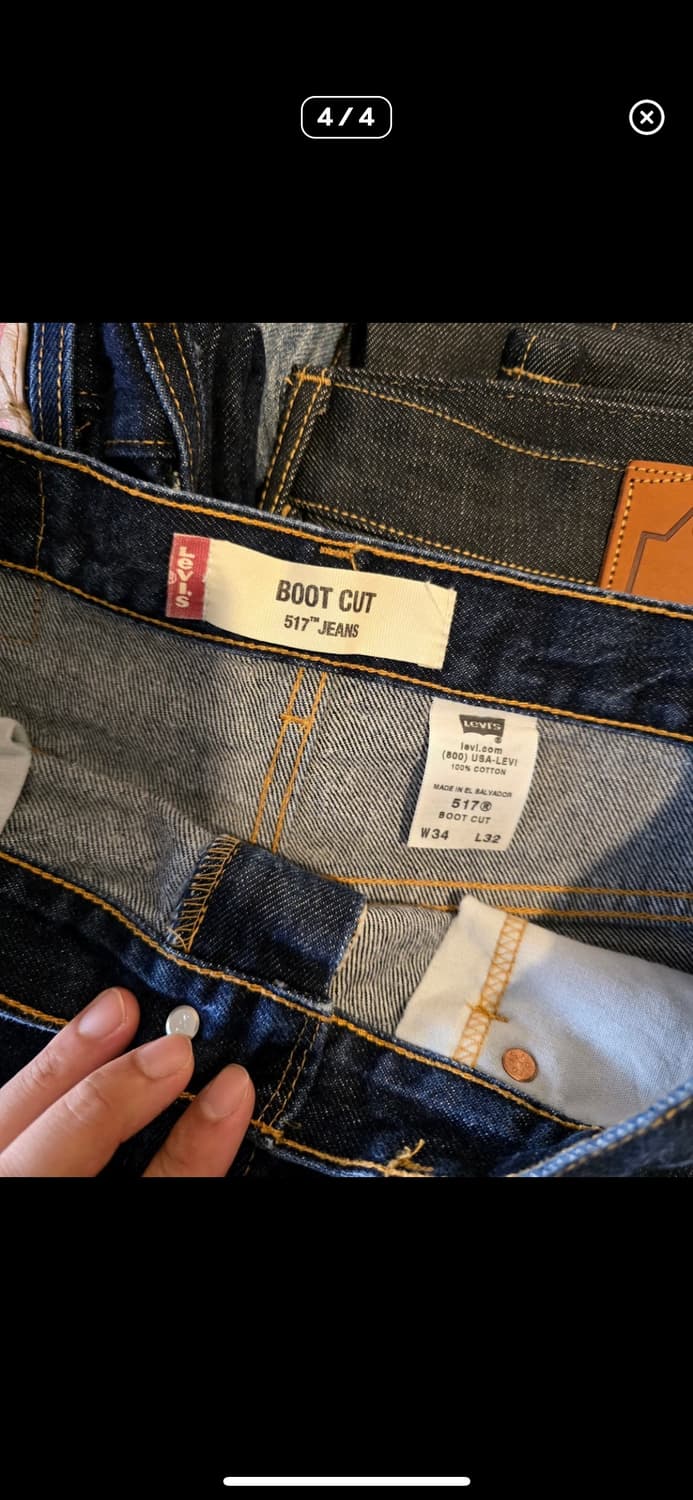 4/4
LEVI'S
®
BOOT CUT
517™ JEANS
LEVI'S
®
levi.com
(800) USA-LEVI
100% COTTON
MADE IN EL SALVADOR
517®
BOOT CUT
W34 L32